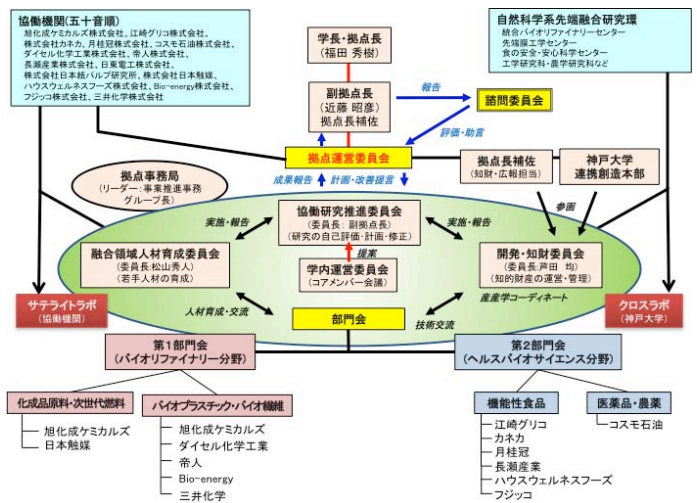 協働機関(五十音順)
旭化成ケミカルズ株式会社、江崎グリコ株式会社、
株式会社カネカ、月桂冠株式会社、コスモ石油株式会社、
ダイセル化学工業株式会社、帝人株式会社、
長瀬産業株式会社、日東電工株式会社、
株式会社日本紙パルプ研究所、株式会社日本触媒、
ハウスウェルネスフーズ株式会社、Bio-energy株式会社、
フジッコ株式会社、三井化学株式会社
学長・拠点長
(福田 秀樹)
自然科学系先端融合研究環
統合バイオリファイナリーセンター
先端膜工学センター
食の安全・安心科学センター
工学研究科・農学研究科など
副拠点長
(近藤 昭彦)
拠点長補佐
報告
諮問委員会
評価・助言
拠点運営委員会
拠点事務局
(リーダー:事業推進事務
グループ長)
成果報告
計画・改善提言
拠点長補佐
(知財・広報担当)
神戸大学
連携創造本部
参画
実施・報告
協働研究推進委員会
(委員長: 副拠点長)
(研究の自己評価・計画・修正)
実施・報告
融合領域人材育成委員会
(委員長:松山秀人)
(若手人材の育成)
提案
学内運営委員会
(コアメンバー会議)
開発・知財委員会
(委員長:芦田 均)
(知的財産の運営・管理)
産産学コーディネート
サテライトラボ
(協働機関)
人材育成・交流
部門会
技術交流
クロスラボ
(神戸大学)
第1部門会
(バイオリファイナリー分野)
第2部門会
(ヘルスバイオサイエンス分野)
化成品原料・次世代燃料
旭化成ケミカルズ
日本触媒
バイオプラスチック・バイオ繊維
旭化成ケミカルズ
ダイセル化学工業
帝人
Bio-energy
三井化学
機能性食品
江崎グリコ
カネカ
月桂冠
長瀬産業
ハウスウェルネスフーズ
フジッコ
医薬品・農薬
コスモ石油